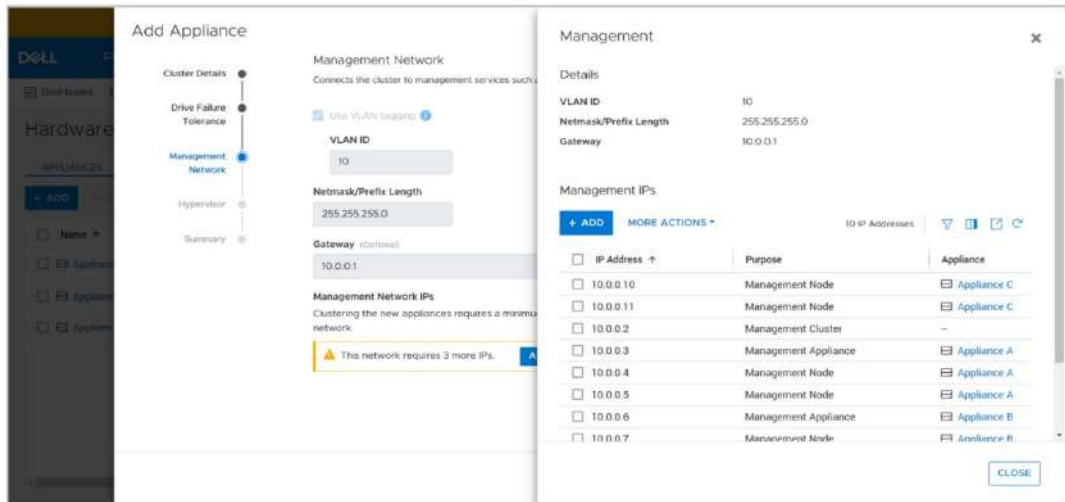 Add Appliance
DELL
Dashboard
Hardware
APPLIANCES
+ ADD
Name ↑
Cluster Details
Drive Failure
Tolerance
Management
Network
Hypervisor
Summary
Management Network
Connects the cluster to management services such
Use VLAN tagging
VLAN ID
10
Netmask/Prefix Length
255.255.255.0
Gateway (Optional)
10.0.0.1
Management Network IPs
Clustering the new appliances requires a
network.
This network requires 3 more IPs.
Management
Details
VLAN ID 10
Netmask/Prefix Length 255.255.255.0
Gateway 10.0.0.1
Management IPs
+ ADD MORE ACTIONS 10 IP Addresses
IP Address ↑ Purpose Appliance
10.0.0.10 Management Node Appliance C
10.0.0.11 Management Node Appliance C
10.0.0.2 Management Cluster --
10.0.0.3 Management Appliance Appliance A
10.0.0.4 Management Node Appliance A
10.0.0.5 Management Node Appliance A
10.0.0.6 Management Appliance Appliance B
10.0.0.7 Management Node Appliance B
CLOSE